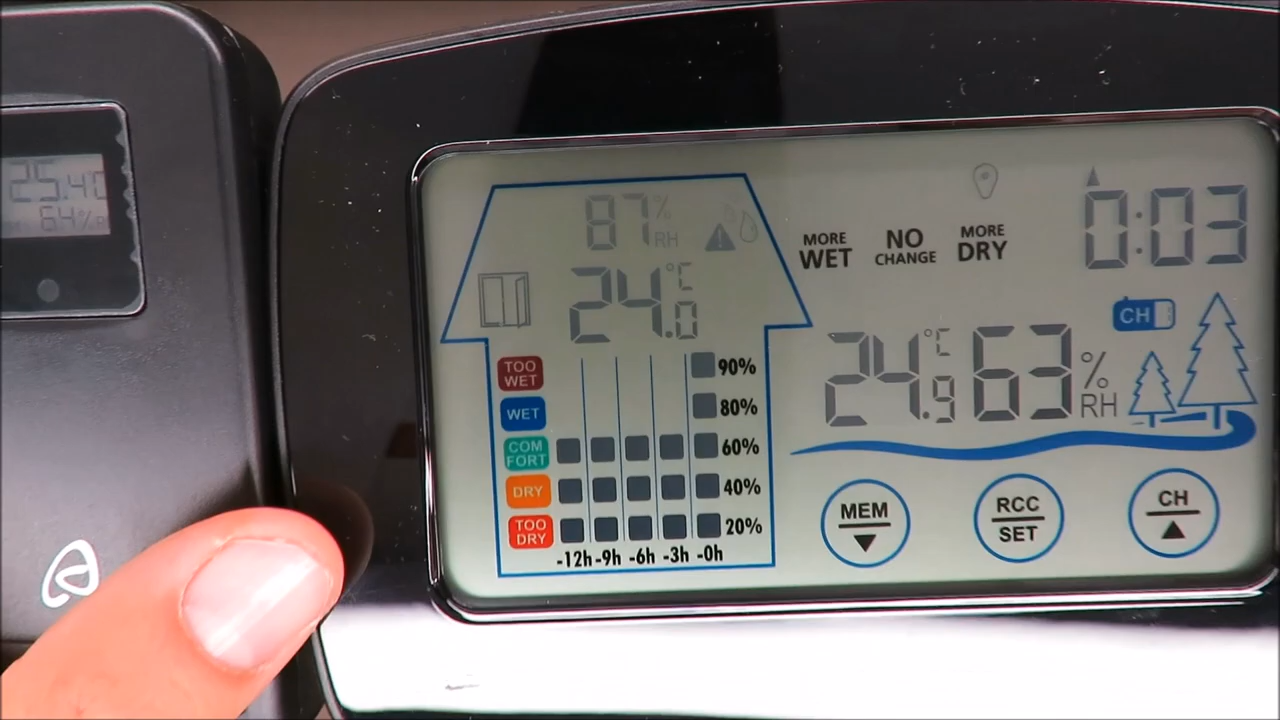 25.40
64%
87% RH
24.0 °C
TOO WET
WET
COM FORT
DRY
TOO DRY
90%
80%
60%
40%
20%
-12h -9h -6h -3h -0h
MORE WET
NO CHANGE
MORE DRY
0:03
CH
24.9 °C 63 % RH
MEM
RCC SET
CH